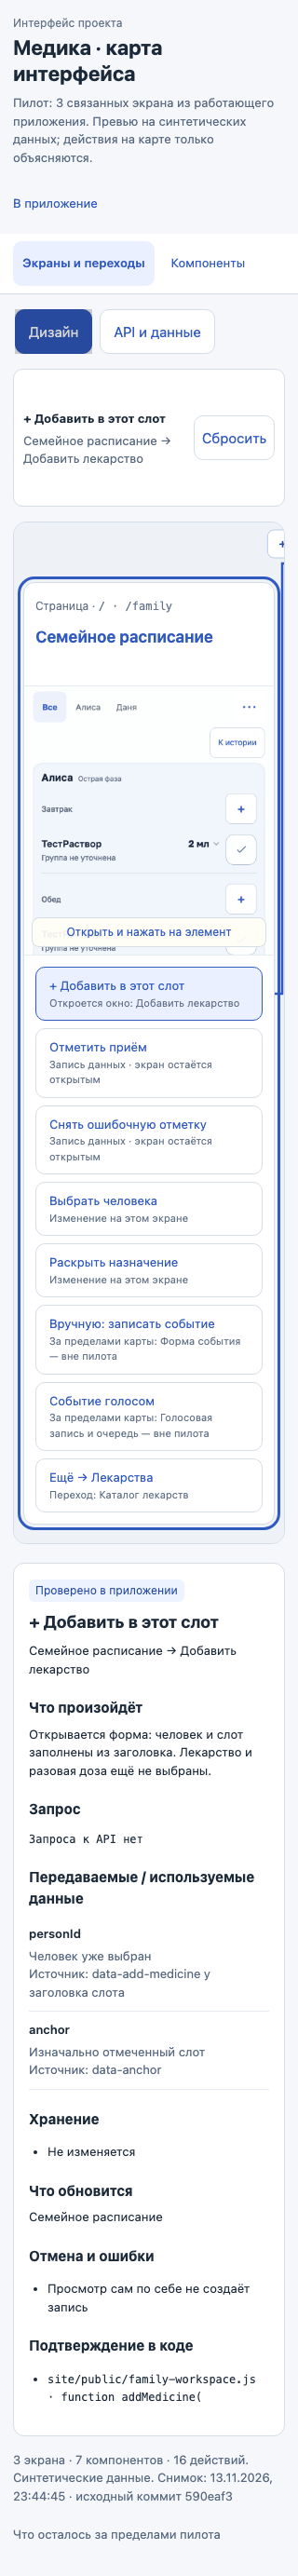 Интерфейс проекта
Медика · карта
интерфейса
Пилот: 3 связанных экрана из работающего
приложения. Превью на синтетических
данных; действия на карте только
объясняются.
В приложение
Экраны и переходы
Компоненты
Дизайн
API и данные
+ Добавить в этот слот
Семейное расписание →
Добавить лекарство
Сбросить
Страница · / · /family
Семейное расписание
Все
Алиса
Даня
...
К истории
Алиса Острая фаза
Завтрак
+
ТестРаствор
2 мл
Группа не уточнена
Обед
+
Открыть и нажать на элемент
Группа не уточнена
+ Добавить в этот слот
Откроется окно: Добавить лекарство
Отметить приём
Запись данных · экран остаётся
открытым
Снять ошибочную отметку
Запись данных · экран остаётся
открытым
Выбрать человека
Изменение на этом экране
Раскрыть назначение
Изменение на этом экране
Вручную: записать событие
За пределами карты: Форма события
— вне пилота
Событие голосом
За пределами карты: Голосовая
запись и очередь — вне пилота
Ещё → Лекарства
Переход: Каталог лекарств
Проверено в приложении
+ Добавить в этот слот
Семейное расписание → Добавить
лекарство
Что произойдёт
Открывается форма: человек и слот
заполнены из заголовка. Лекарство и
разовая доза ещё не выбраны.
Запрос
Запроса к API нет
Передаваемые / используемые
данные
personId
Человек уже выбран
Источник: data-add-medicine у
заголовка слота
anchor
Изначально отмеченный слот
Источник: data-anchor
Хранение
• Не изменяется
Что обновится
Семейное расписание
Отмена и ошибки
• Просмотр сам по себе не создаёт
запись
Подтверждение в коде
• site/public/family-workspace.js
· function addMedicine(
3 экрана · 7 компонентов · 16 действий.
Синтетические данные. Снимок: 13.11.2026,
23:44:45 · исходный коммит 590eaf3
Что осталось за пределами пилота